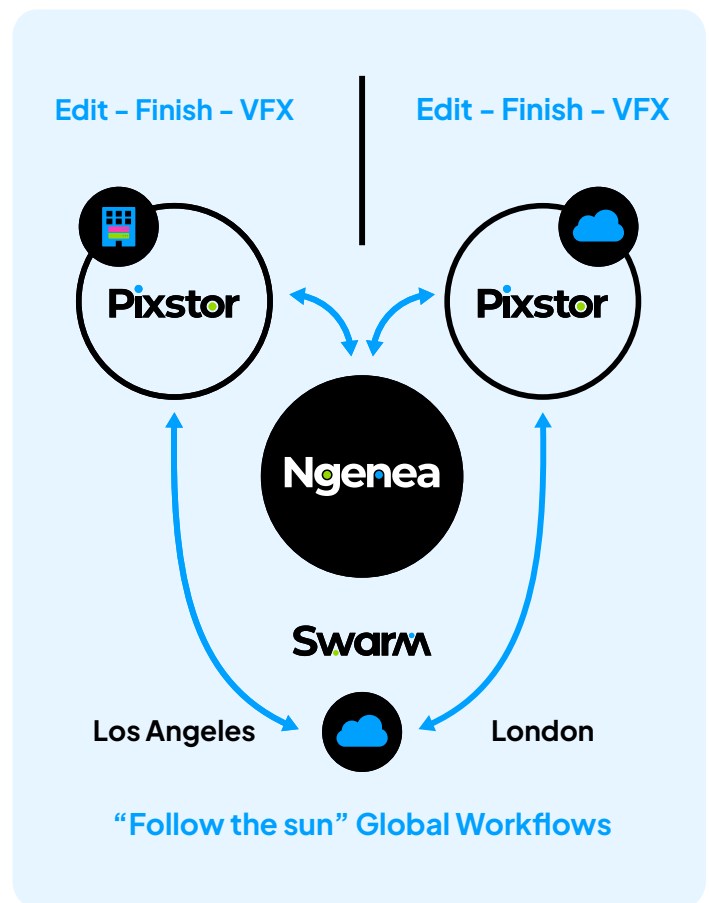 Edit – Finish – VFX
Edit – Finish – VFX
Pixstor
Pixstor
Ngenea
Swarm
Los Angeles
London
“Follow the sun” Global Workflows